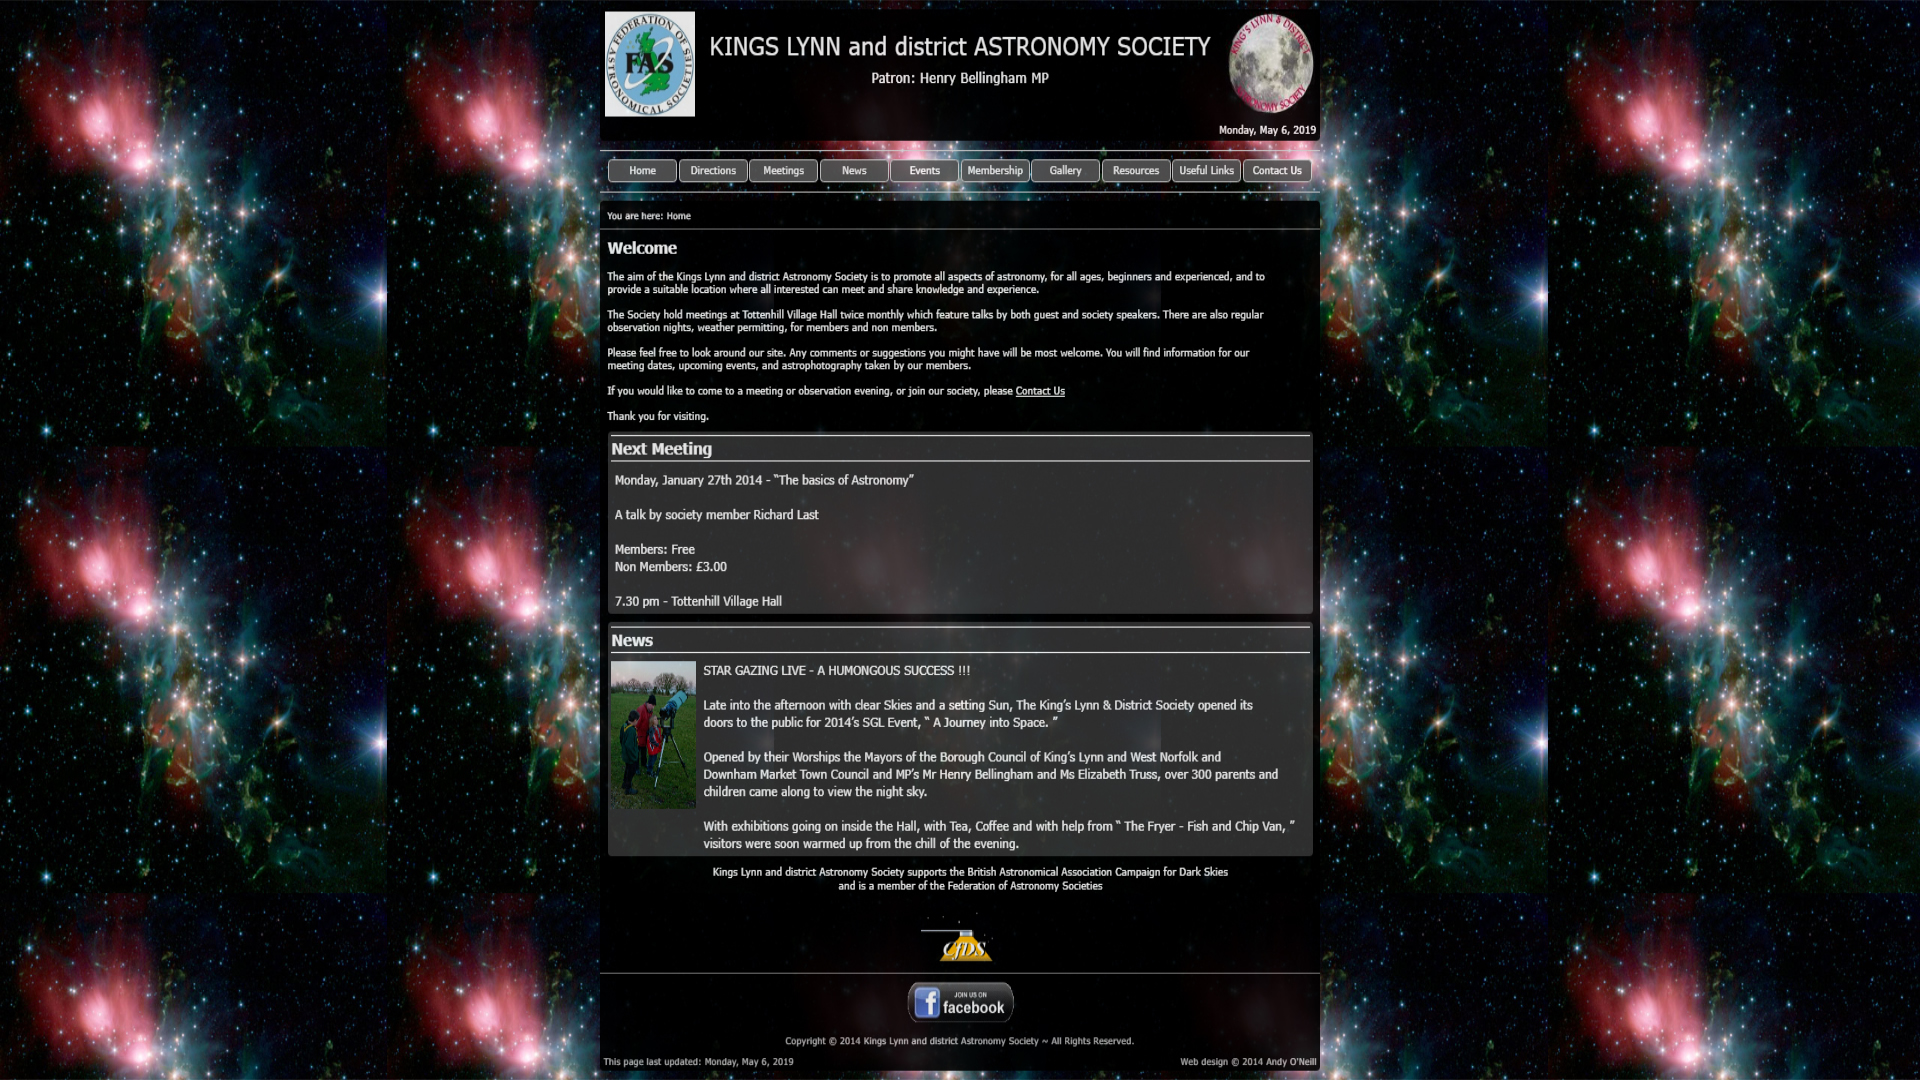 ASTRONOMICAL FEDERATION OF SOCIETIES
FAS
KINGS LYNN and district ASTRONOMY SOCIETY
Patron: Henry Bellingham MP
KING'S LYNN & DISTRICT
ASTRONOMY SOCIETY
Monday, May 6, 2019
Home Directions Meetings News Events Membership Gallery Resources Useful Links Contact Us
You are here: Home
Welcome
The aim of the Kings Lynn and district Astronomy Society is to promote all aspects of astronomy, for all ages, beginners and experienced, and to
provide a suitable location where all interested can meet and share knowledge and experience.
The Society hold meetings at Tottenhill Village Hall twice monthly which feature talks by both guest and society speakers. There are also regular
observation nights, weather permitting, for members and non members.
Please feel free to look around our site. Any comments or suggestions you might have will be most welcome. You will find information for our
meeting dates, upcoming events, and astrophotography taken by our members.
If you would like to come to a meeting or observation evening, or join our society, please Contact Us
Thank you for visiting.
Next Meeting
Monday, January 27th 2014 - “The basics of Astronomy”
A talk by society member Richard Last
Members: Free
Non Members: £3.00
7.30 pm - Tottenhill Village Hall
News
STAR GAZING LIVE - A HUMONGOUS SUCCESS !!!
Late into the afternoon with clear Skies and a setting Sun, The King’s Lynn & District Society opened its
doors to the public for 2014’s SGL Event, “ A Journey into Space. ”
Opened by their Worships the Mayors of the Borough Council of King’s Lynn and West Norfolk and
Downham Market Town Council and MP’s Mr Henry Bellingham and Ms Elizabeth Truss, over 300 parents and
children came along to view the night sky.
With exhibitions going on inside the Hall, with Tea, Coffee and with help from “ The Fryer - Fish and Chip Van, ”
visitors were soon warmed up from the chill of the evening.
Kings Lynn and district Astronomy Society supports the British Astronomical Association Campaign for Dark Skies
and is a member of the Federation of Astronomy Societies
CfDS
JOIN US ON
facebook
Copyright © 2014 Kings Lynn and district Astronomy Society ~ All Rights Reserved.
This page last updated: Monday, May 6, 2019
Web design © 2014 Andy O'Neill